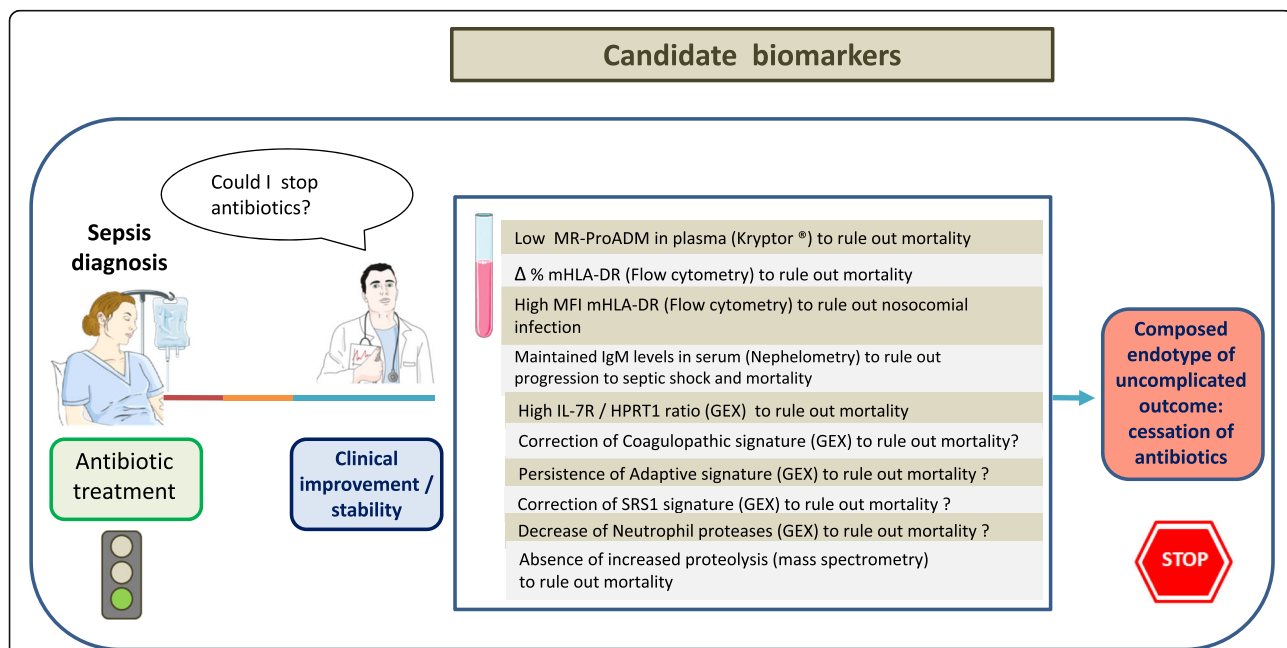 Candidate biomarkers
Could I stop
antibiotics?
Sepsis
diagnosis
Antibiotic
treatment
Clinical
improvement /
stability
Low MR-ProADM in plasma (Kryptor ®) to rule out mortality
Δ % mHLA-DR (Flow cytometry) to rule out mortality
High MFI mHLA-DR (Flow cytometry) to rule out nosocomial
infection
Maintained IgM levels in serum (Nephelometry) to rule out
progression to septic shock and mortality
High IL-7R / HPRT1 ratio (GEX) to rule out mortality
Correction of Coagulopathic signature (GEX) to rule out mortality?
Persistence of Adaptive signature (GEX) to rule out mortality ?
Correction of SRS1 signature (GEX) to rule out mortality ?
Decrease of Neutrophil proteases (GEX) to rule out mortality ?
Absence of increased proteolysis (mass spectrometry)
to rule out mortality
Composed
endotype of
uncomplicated
outcome:
cessation of
antibiotics
STOP